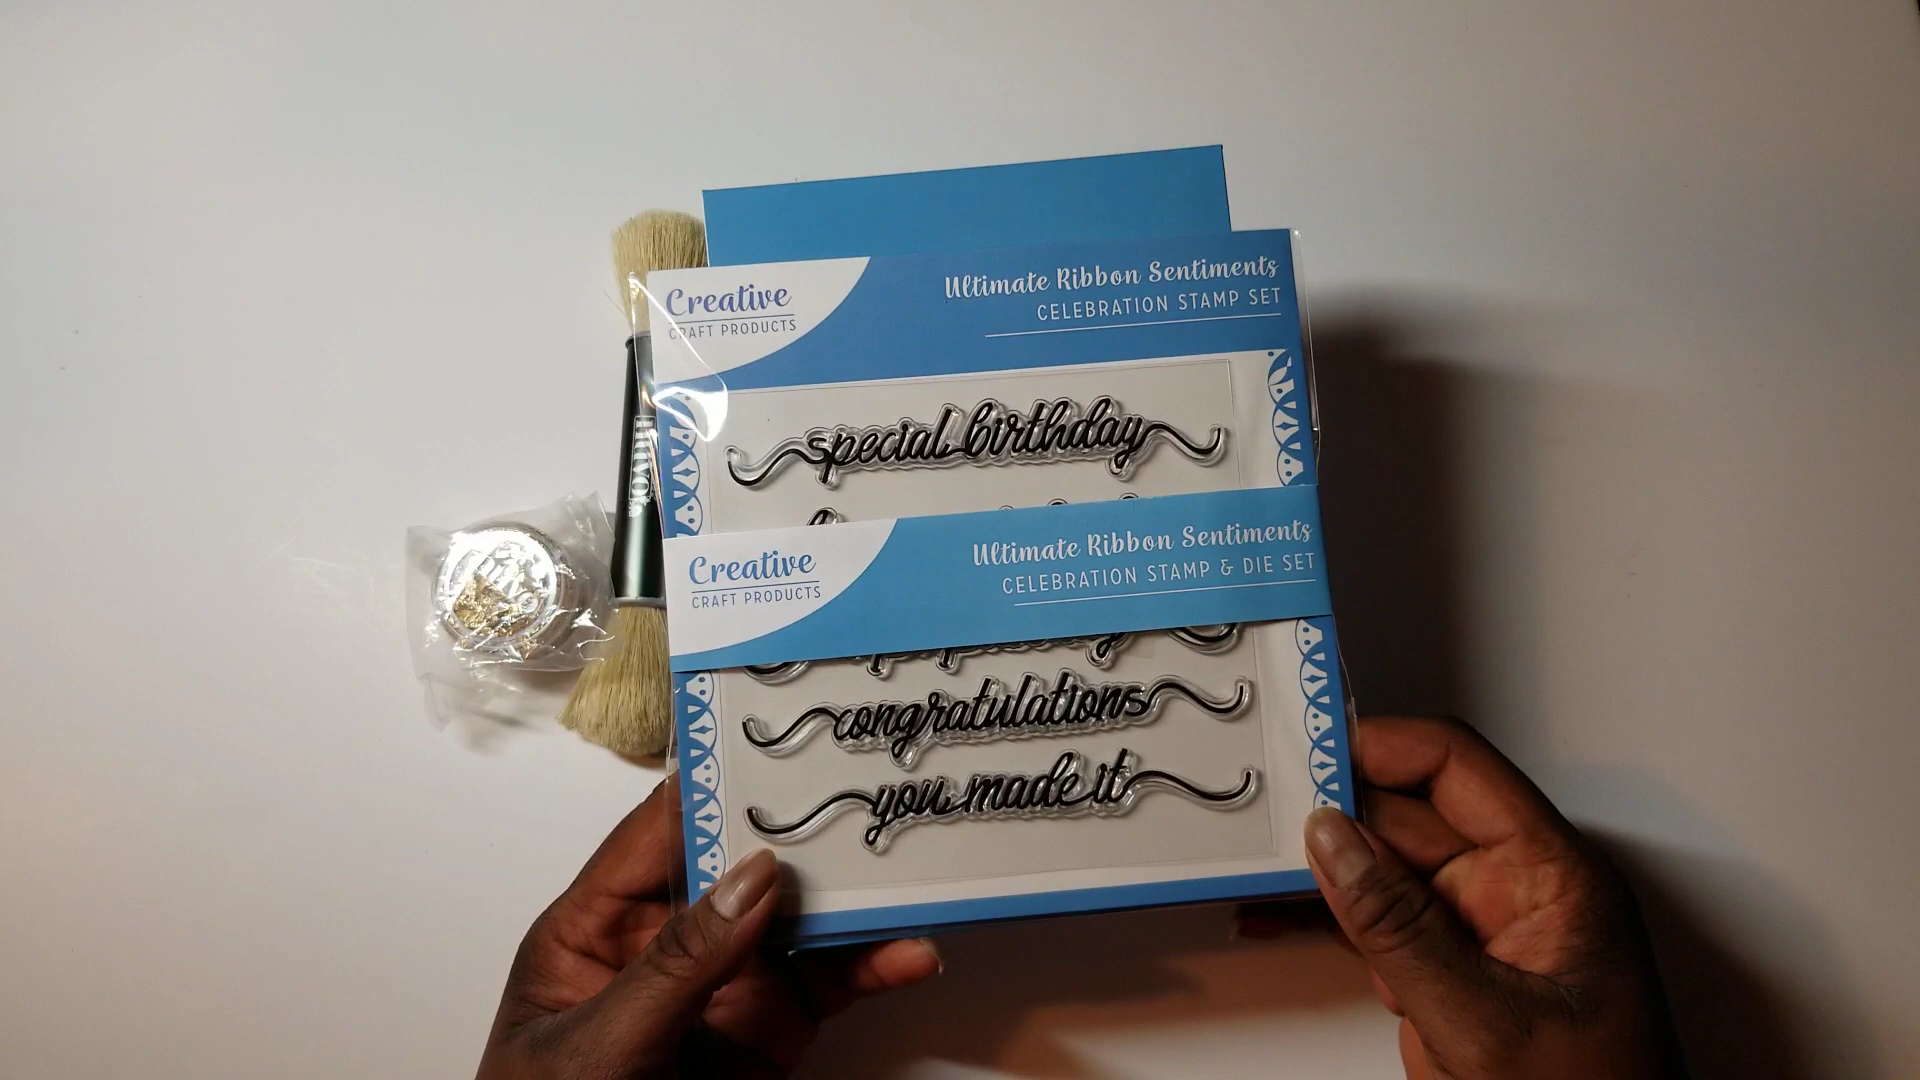 Creative
CRAFT PRODUCTS
Ultimate Ribbon Sentiments
CELEBRATION STAMP SET
special birthday
Creative
CRAFT PRODUCTS
Ultimate Ribbon Sentiments
CELEBRATION STAMP & DIE SET
congratulations
you made it